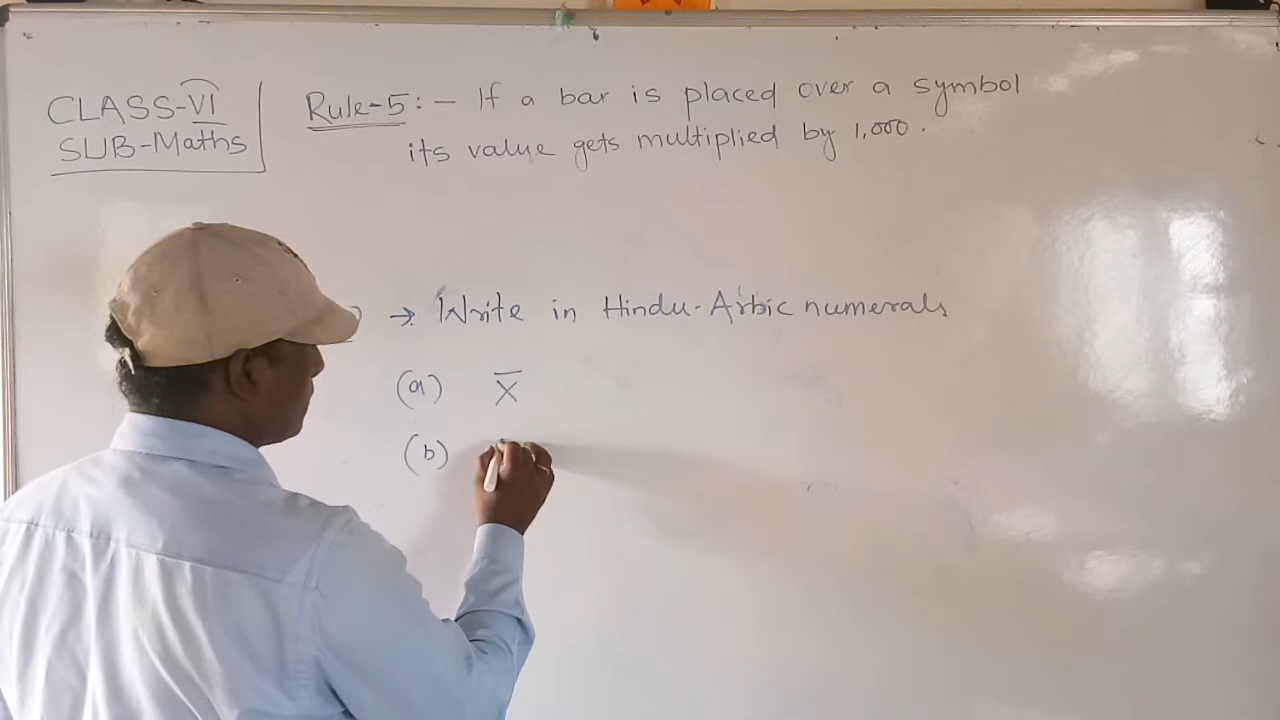 CLASS-VI
SUB-Maths
Rule-5:- If a bar is placed over a symbol
its value gets multiplied by 1,000.
→ Write in Hindu-Arbic numerals
(a) X̅
(b)